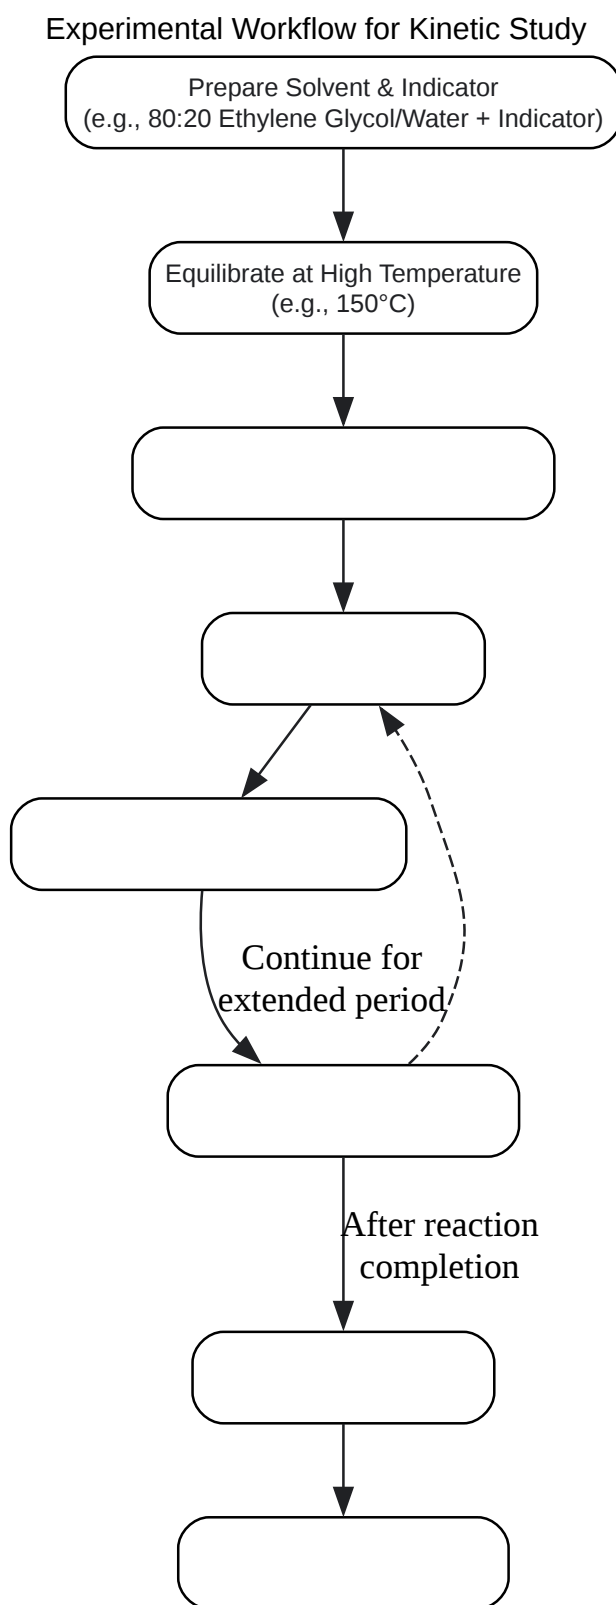 Experimental Workflow for Kinetic Study
Prepare Solvent & Indicator
(e.g., 80:20 Ethylene Glycol/Water + Indicator)
Equilibrate at High Temperature
(e.g., 150°C)
Continue for
extended period
After reaction
completion